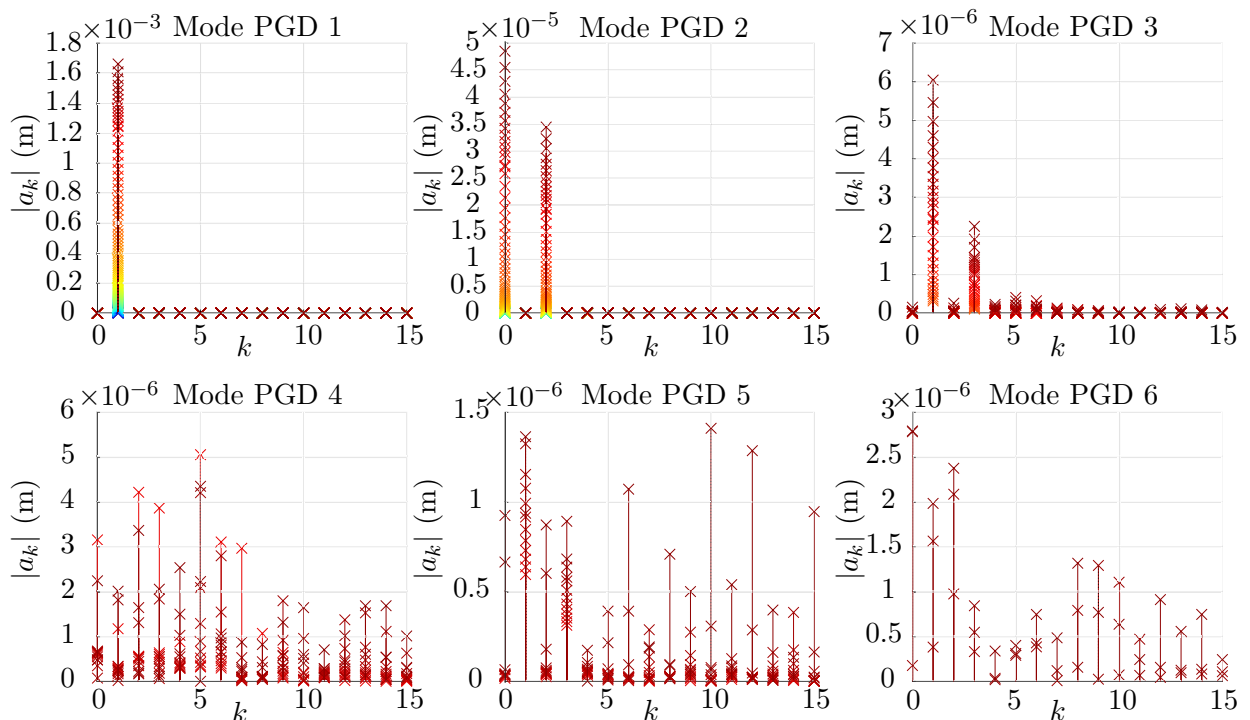 ×10⁻³ Mode PGD 1
1.8
1.6
1.4
1.2
1
0.8
0.6
0.4
0.2
0
|a_k| (m)
0 5 10 15
k
×10⁻⁵ Mode PGD 2
5
4.5
4
3.5
3
2.5
2
1.5
1
0.5
0
|a_k| (m)
0 5 10 15
k
×10⁻⁶ Mode PGD 3
7
6
5
4
3
2
1
0
|a_k| (m)
0 5 10 15
k
×10⁻⁶ Mode PGD 4
6
5
4
3
2
1
0
|a_k| (m)
0 5 10 15
k
×10⁻⁶ Mode PGD 5
1.5
1
0.5
0
|a_k| (m)
0 5 10 15
k
×10⁻⁶ Mode PGD 6
3
2.5
2
1.5
1
0.5
0
|a_k| (m)
0 5 10 15
k